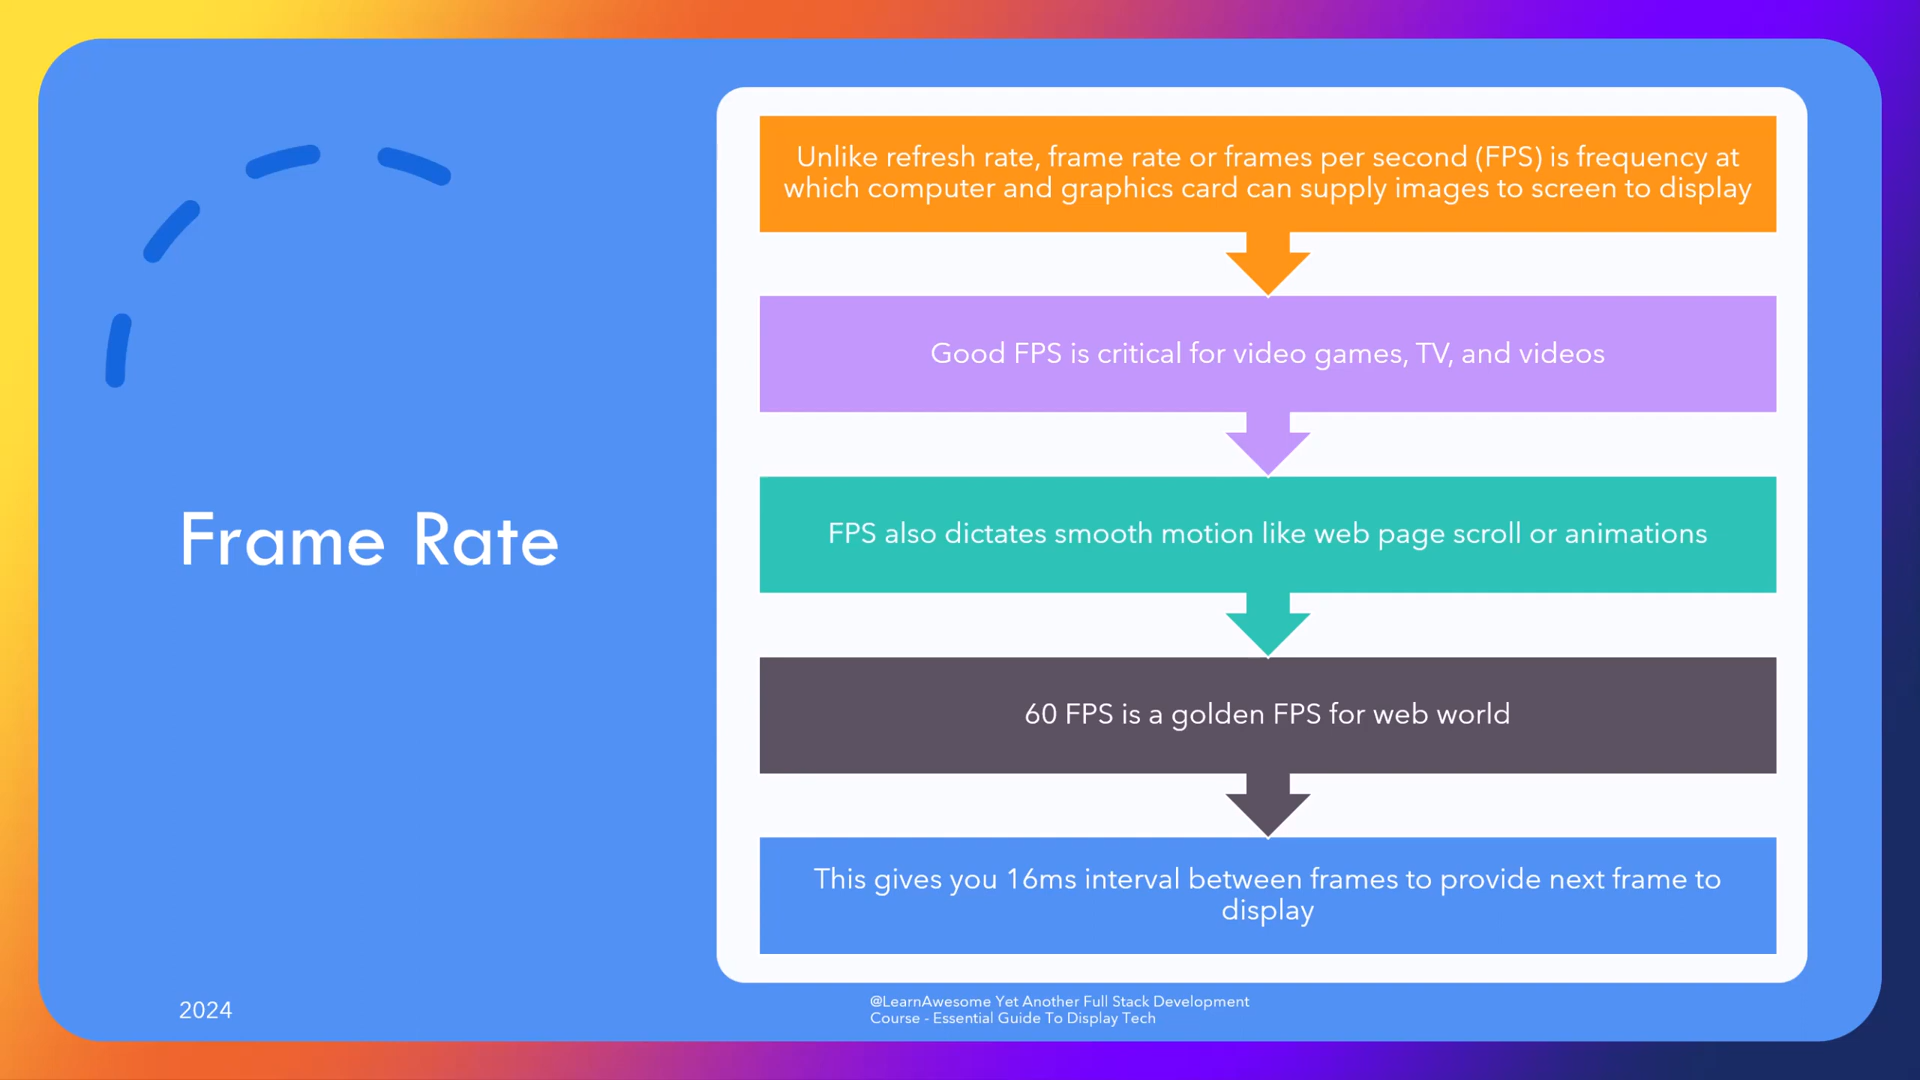 Frame Rate
Unlike refresh rate, frame rate or frames per second (FPS) is frequency at
which computer and graphics card can supply images to screen to display
Good FPS is critical for video games, TV, and videos
FPS also dictates smooth motion like web page scroll or animations
60 FPS is a golden FPS for web world
This gives you 16ms interval between frames to provide next frame to
display
2024
@LearnAwesome Yet Another Full Stack Development
Course - Essential Guide To Display Tech